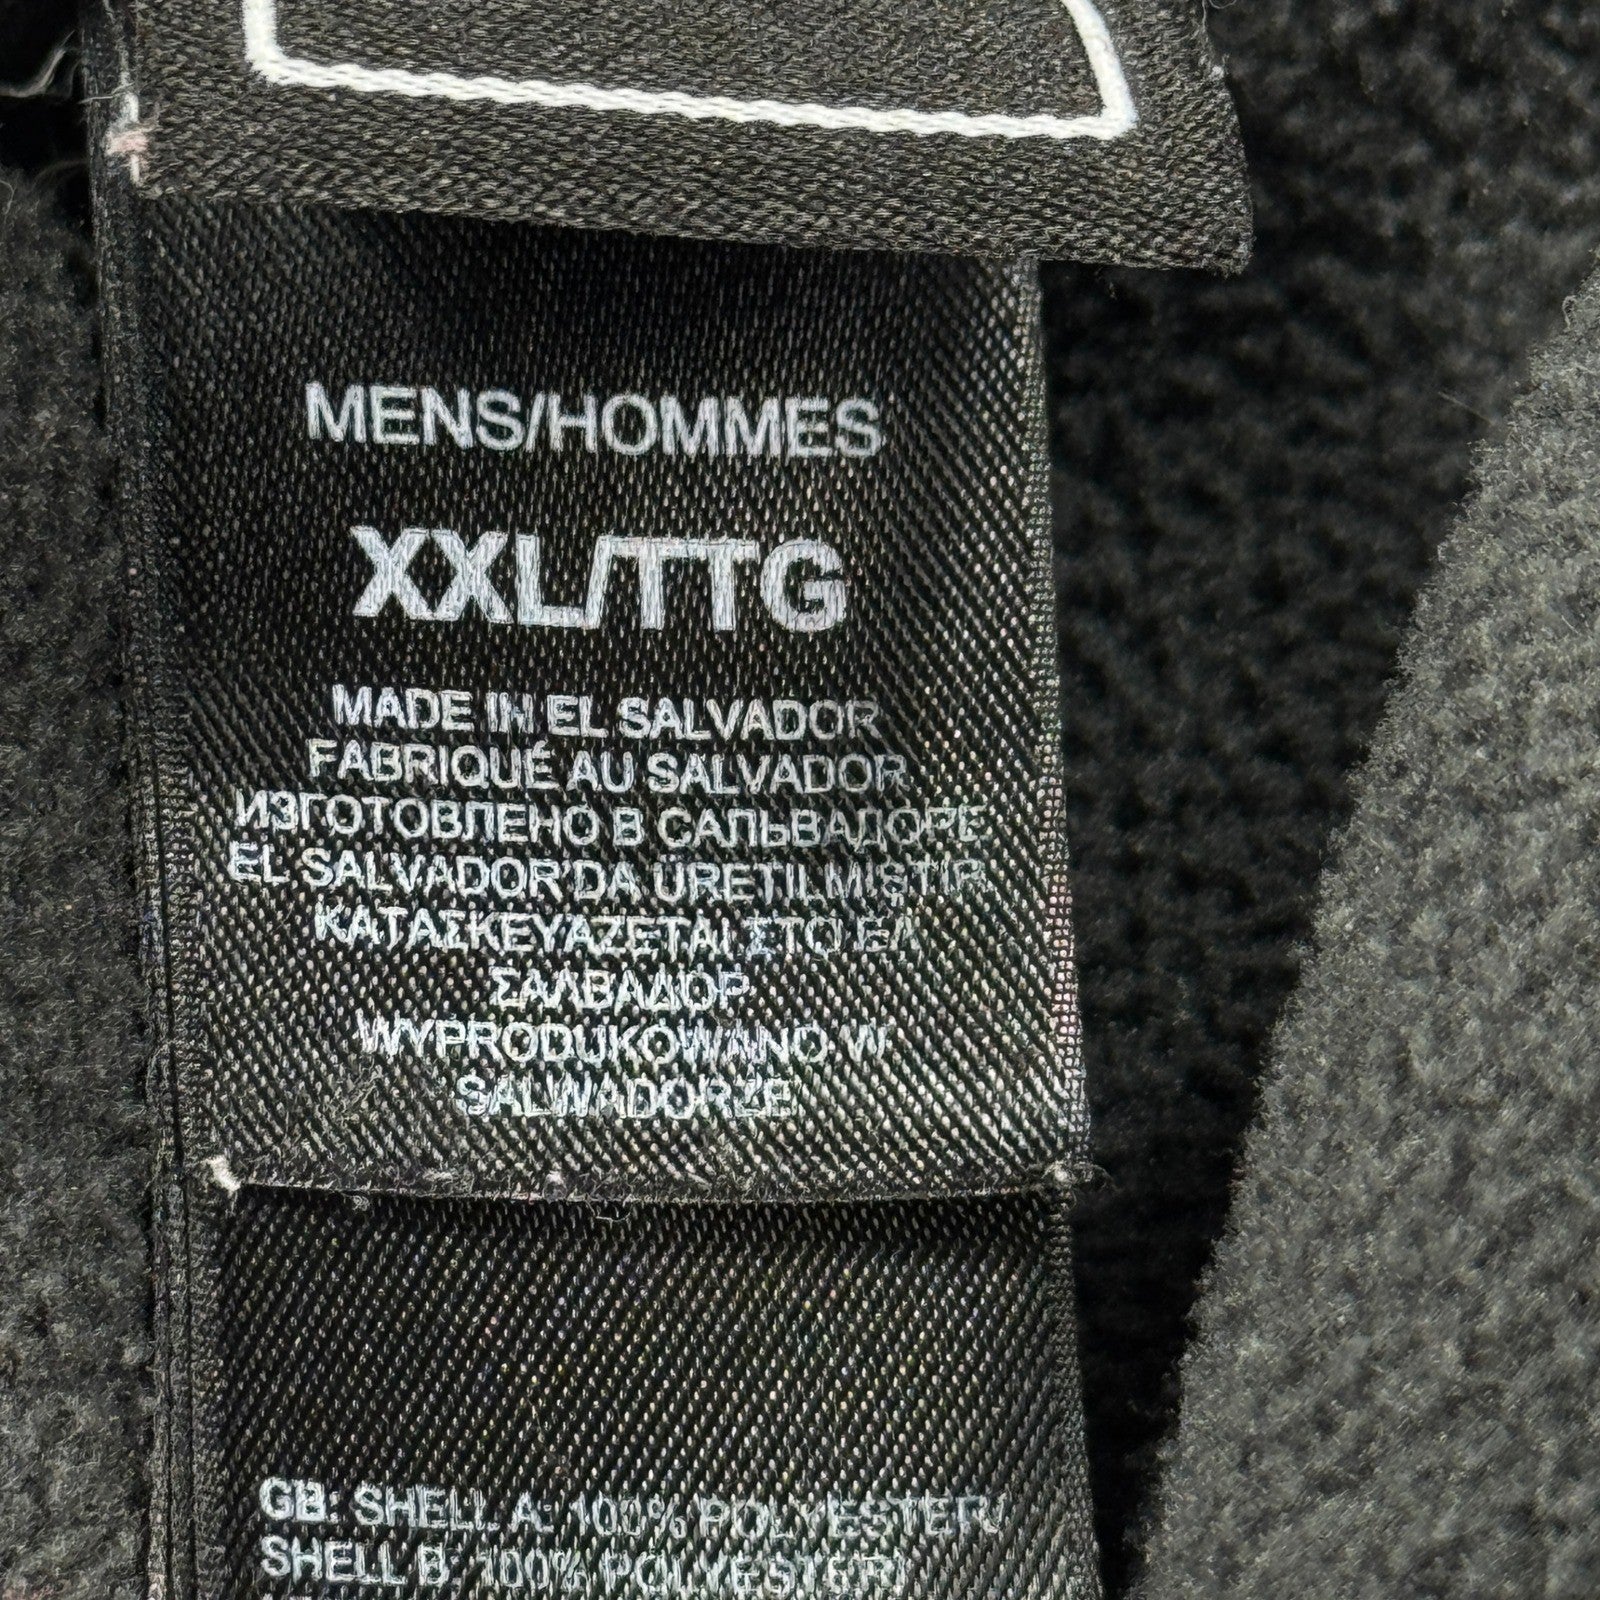 MENS/HOMMES
XXL/TTG
MADE IN EL SALVADOR
FABRIQUÉ AU SALVADOR
ИЗГОТОВЛЕНО В САЛЬВАДОРЕ
EL SALVADOR'DA ÜRETILMIŞTIR
ΚΑΤΑΣΚΕΥΑΖΕΤΑΙ ΣΤΟ ΕΛ
ΣΑΛΒΑΔΟΡ
WYPRODUKOWANO W
SALWADORZE
GB: SHELL A: 100% POLYESTER/
SHELL B: 100% POLYESTER/